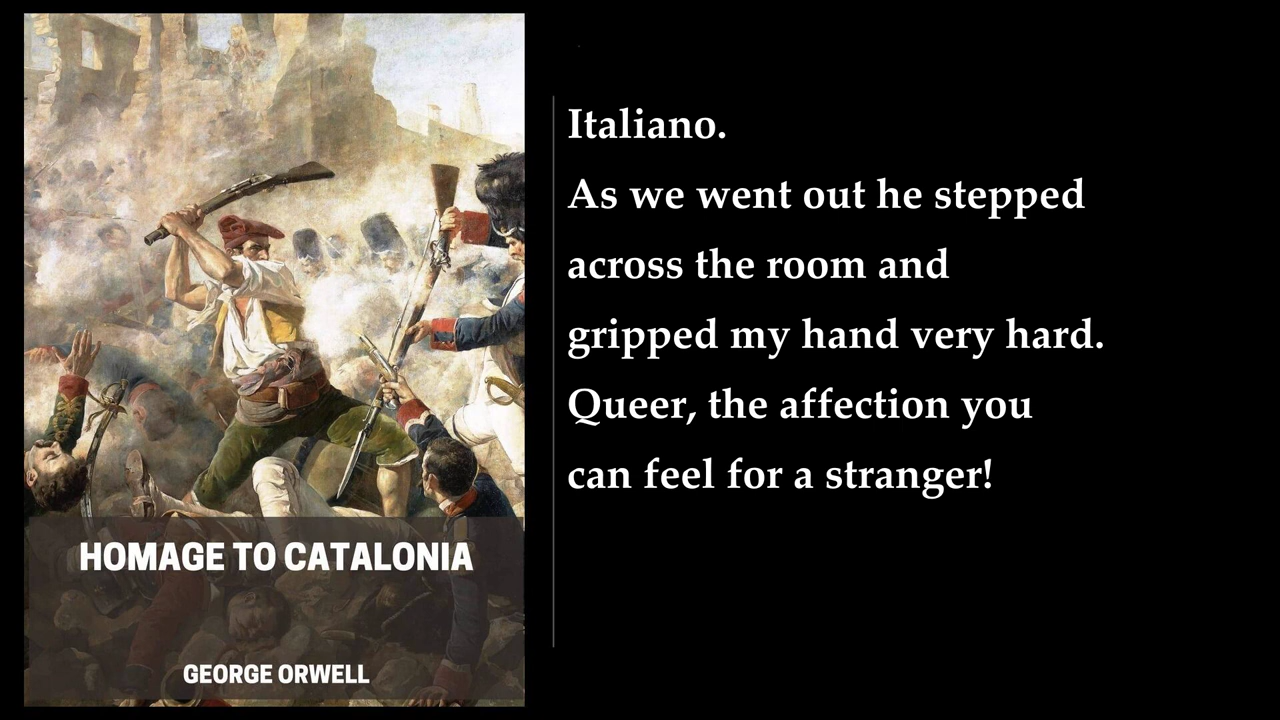 Italiano.
As we went out he stepped
across the room and
gripped my hand very hard.
Queer, the affection you
can feel for a stranger!
HOMAGE TO CATALONIA
GEORGE ORWELL